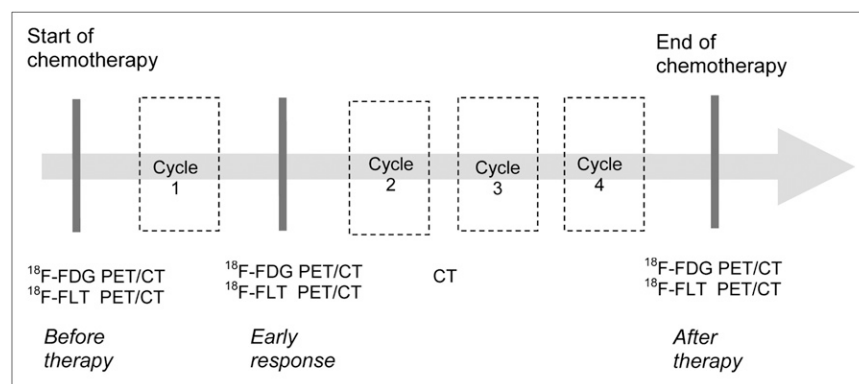 Start of
chemotherapy
End of
chemotherapy
Cycle
1
Cycle
2
Cycle
3
Cycle
4
¹⁸F-FDG PET/CT
¹⁸F-FLT PET/CT
¹⁸F-FDG PET/CT
¹⁸F-FLT PET/CT
CT
¹⁸F-FDG PET/CT
¹⁸F-FLT PET/CT
Before
therapy
Early
response
After
therapy